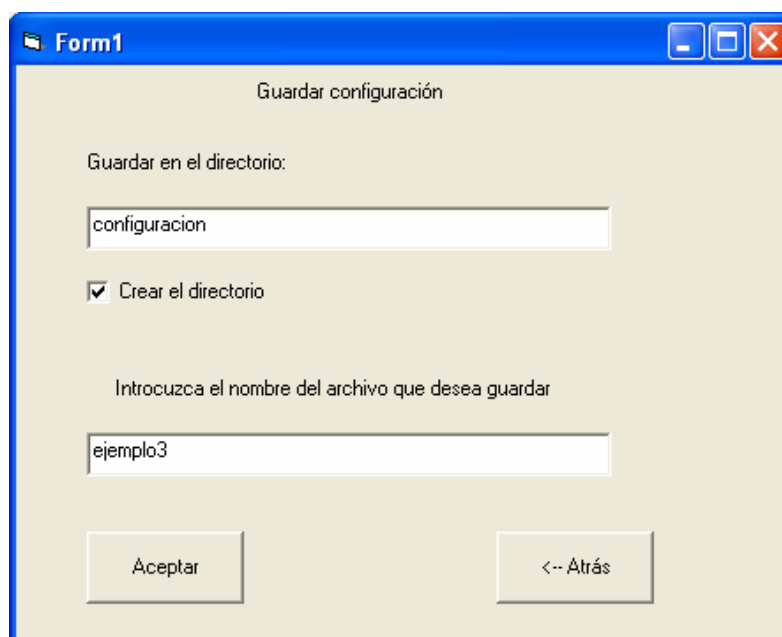 Form1
Guardar configuración
Guardar en el directorio:
configuracion
Crear el directorio
Introcuzca el nombre del archivo que desea guardar
ejemplo3
Aceptar
<-- Atrás